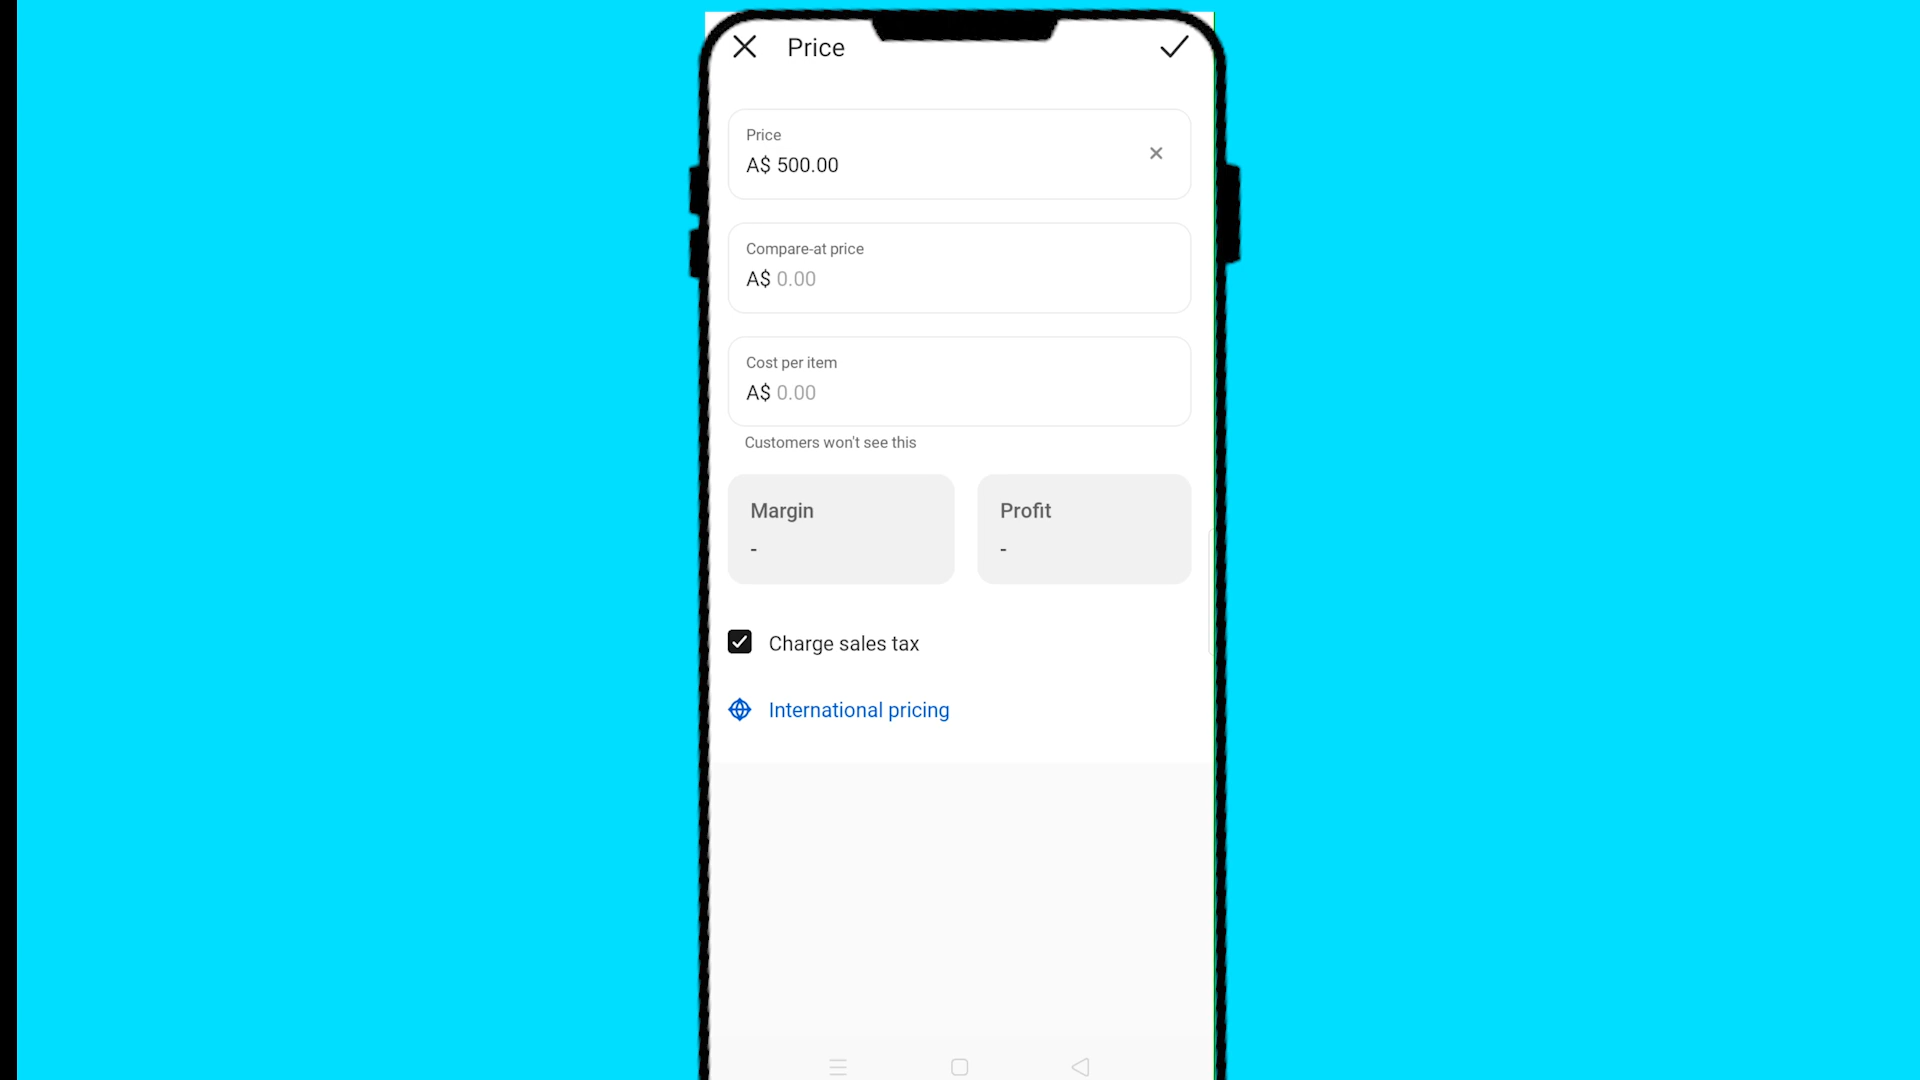 Price
Price
A$ 500.00
Compare-at price
A$ 0.00
Cost per item
A$ 0.00
Customers won't see this
Margin
-
Profit
-
Charge sales tax
International pricing